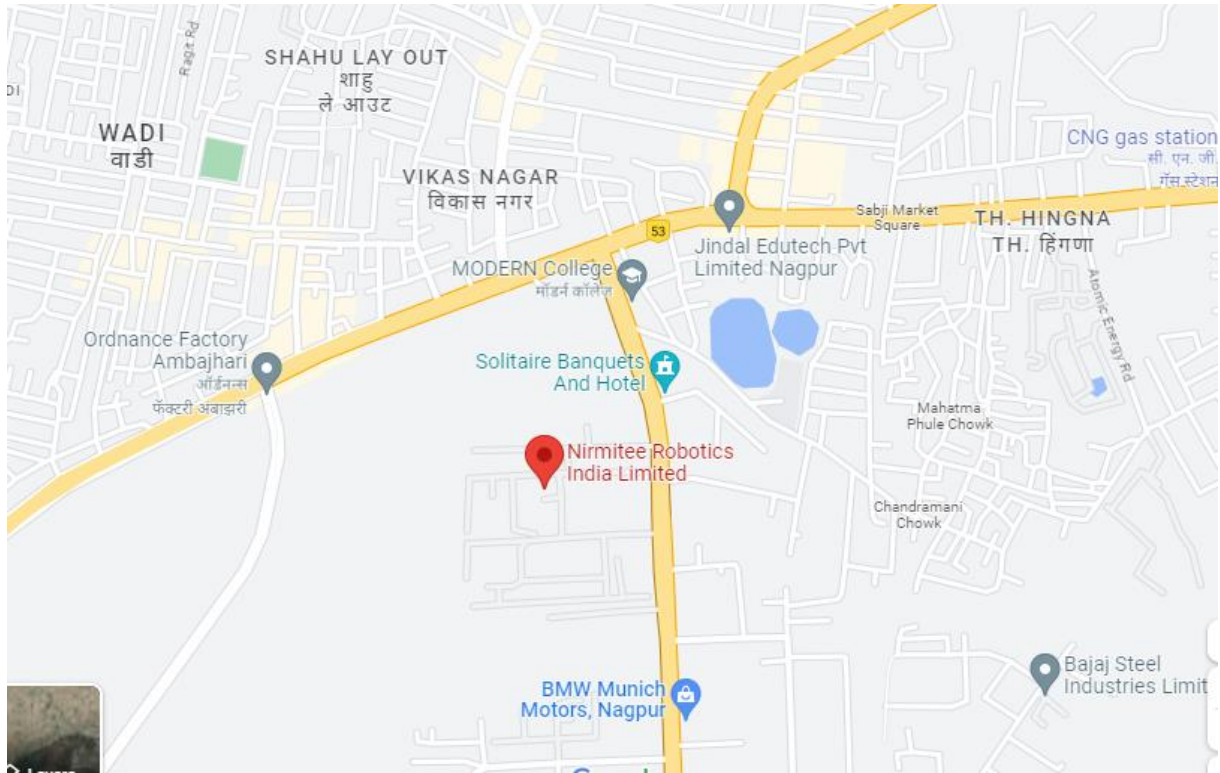 Ragit Rd
SHAHU LAY OUT
शाहु
ले आउट
WADI
वाडी
CNG gas station
सी. एन. जी.
गॅस स्टेशन
VIKAS NAGAR
विकास नगर
53
Sabji Market
Square
TH. HINGNA
TH. हिंगणा
Jindal Edutech Pvt
Limited Nagpur
MODERN College
मॉडर्न कॉलेज
Atomic Energy Rd
Ordnance Factory
Ambajhari
ऑर्डनन्स
फॅक्टरी अंबाझरी
Solitaire Banquets
And Hotel
Mahatma
Phule Chowk
Nirmitee Robotics
India Limited
Chandramani
Chowk
BMW Munich
Motors, Nagpur
Bajaj Steel
Industries Limit